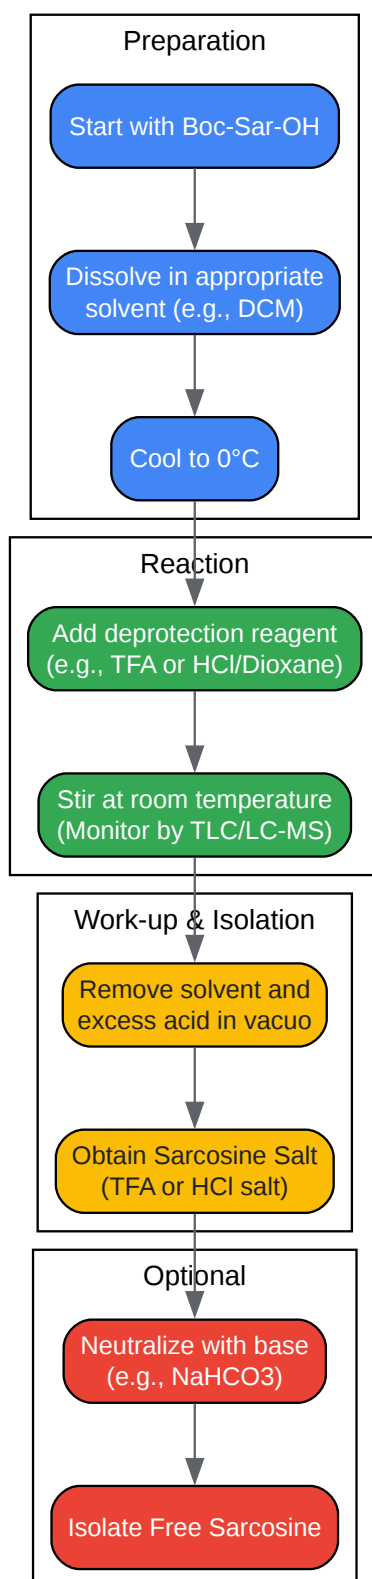 Preparation
Start with Boc-Sar-OH
Dissolve in appropriate
solvent (e.g., DCM)
Cool to 0°C
Reaction
Add deprotection reagent
(e.g., TFA or HCl/Dioxane)
Stir at room temperature
(Monitor by TLC/LC-MS)
Work-up & Isolation
Remove solvent and
excess acid in vacuo
Obtain Sarcosine Salt
(TFA or HCl salt)
Optional
Neutralize with base
(e.g., NaHCO3)
Isolate Free Sarcosine